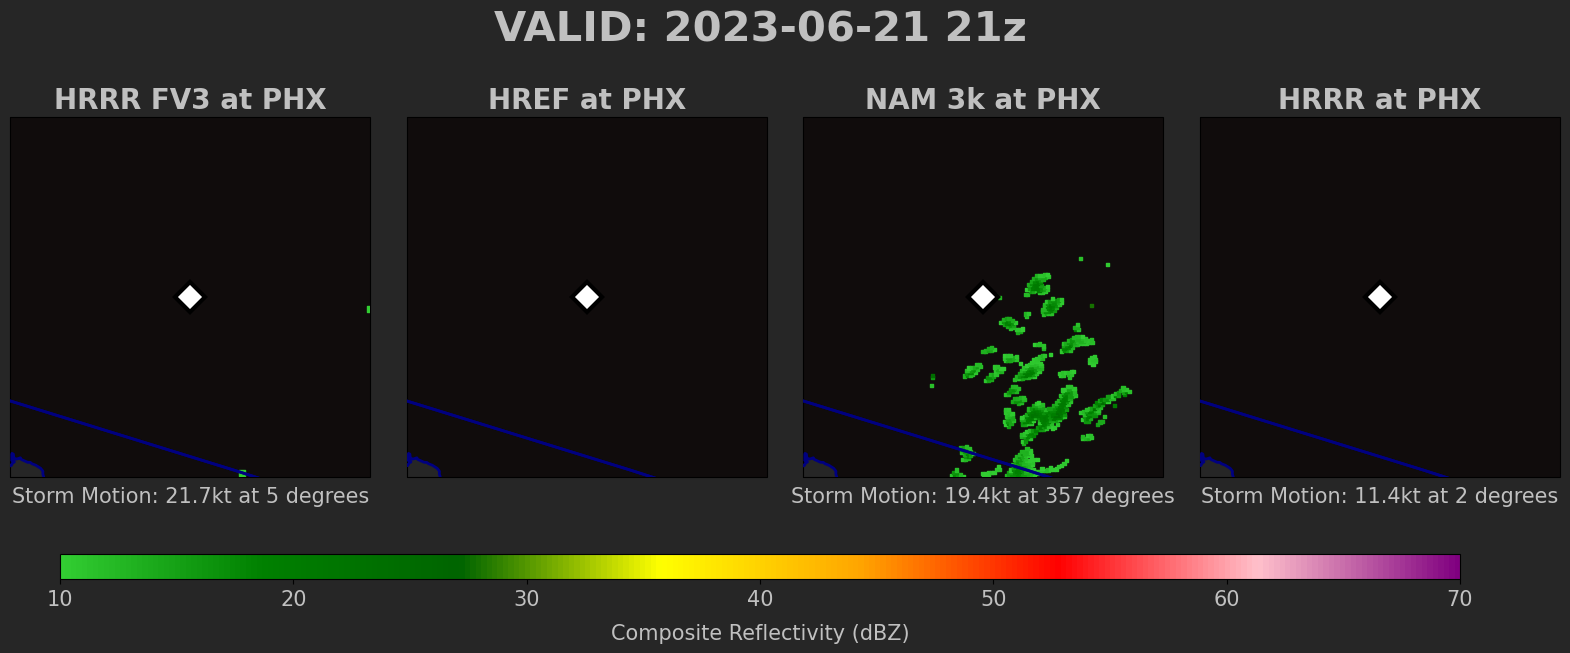 VALID: 2023-06-21 21z
HRRR FV3 at PHX
HREF at PHX
NAM 3k at PHX
HRRR at PHX
Storm Motion: 21.7kt at 5 degrees
Storm Motion: 19.4kt at 357 degrees
Storm Motion: 11.4kt at 2 degrees
10 20 30 40 50 60 70
Composite Reflectivity (dBZ)